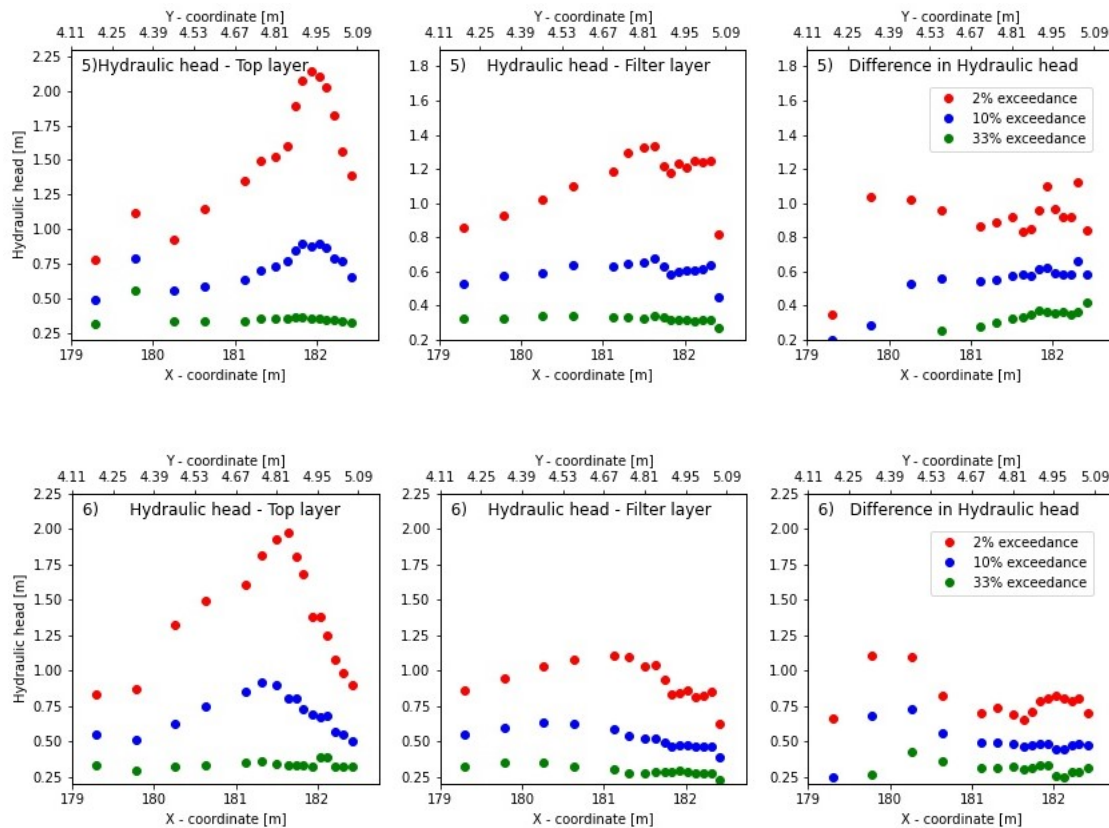 Y - coordinate [m]
4.11 4.25 4.39 4.53 4.67 4.81 4.95 5.09
5)Hydraulic head - Top layer
2.25
2.00
1.75
1.50
1.25
1.00
0.75
0.50
0.25
Hydraulic head [m]
179 180 181 182
X - coordinate [m]
Y - coordinate [m]
4.11 4.25 4.39 4.53 4.67 4.81 4.95 5.09
5) Hydraulic head - Filter layer
1.8
1.6
1.4
1.2
1.0
0.8
0.6
0.4
0.2
179 180 181 182
X - coordinate [m]
Y - coordinate [m]
4.11 4.25 4.39 4.53 4.67 4.81 4.95 5.09
5) Difference in Hydraulic head
2% exceedance
10% exceedance
33% exceedance
1.8
1.6
1.4
1.2
1.0
0.8
0.6
0.4
0.2
179 180 181 182
X - coordinate [m]
Y - coordinate [m]
4.11 4.25 4.39 4.53 4.67 4.81 4.95 5.09
6) Hydraulic head - Top layer
2.25
2.00
1.75
1.50
1.25
1.00
0.75
0.50
0.25
Hydraulic head [m]
179 180 181 182
X - coordinate [m]
Y - coordinate [m]
4.11 4.25 4.39 4.53 4.67 4.81 4.95 5.09
6) Hydraulic head - Filter layer
2.25
2.00
1.75
1.50
1.25
1.00
0.75
0.50
0.25
179 180 181 182
X - coordinate [m]
Y - coordinate [m]
4.11 4.25 4.39 4.53 4.67 4.81 4.95 5.09
6) Difference in Hydraulic head
2% exceedance
10% exceedance
33% exceedance
2.25
2.00
1.75
1.50
1.25
1.00
0.75
0.50
0.25
179 180 181 182
X - coordinate [m]